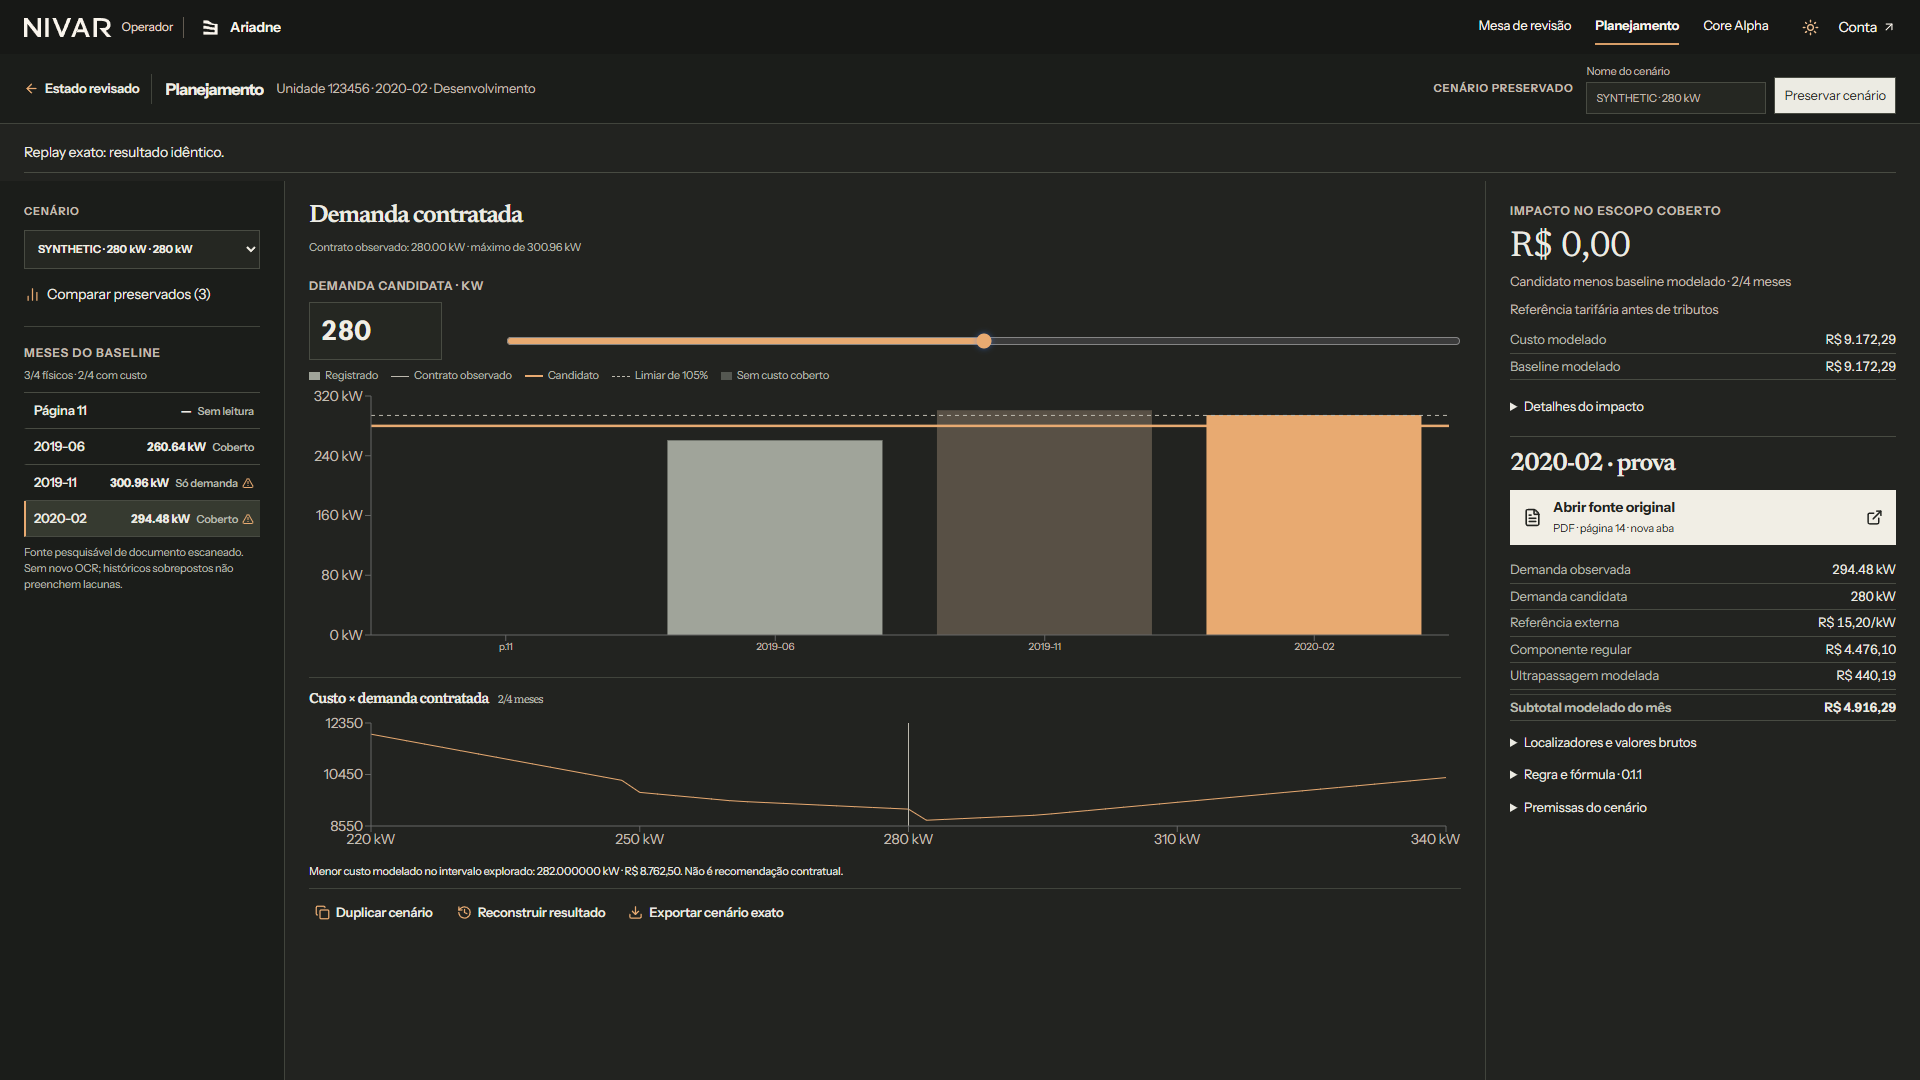 NIVAR Operador Ariadne
Mesa de revisão Planejamento Core Alpha Conta
Estado revisado Planejamento Unidade 123456 · 2020-02 · Desenvolvimento
CENÁRIO PRESERVADO
Nome do cenário
SYNTHETIC · 280 kW
Preservar cenário
Replay exato: resultado idêntico.
CENÁRIO
SYNTHETIC · 280 kW · 280 kW
Comparar preservados (3)
MESES DO BASELINE
3/4 físicos · 2/4 com custo
Página 11 — Sem leitura
2019-06 260.64 kW Coberto
2019-11 300.96 kW Só demanda
2020-02 294.48 kW Coberto
Fonte pesquisável de documento escaneado.
Sem novo OCR; históricos sobrepostos não
preenchem lacunas.
Demanda contratada
Contrato observado: 280.00 kW · máximo de 300.96 kW
DEMANDA CANDIDATA · KW
280
Registrado Contrato observado Candidato Limiar de 105% Sem custo coberto
320 kW
240 kW
160 kW
80 kW
0 kW
p.11 2019-06 2019-11 2020-02
Custo × demanda contratada 2/4 meses
12350
10450
8550
220 kW 250 kW 280 kW 310 kW 340 kW
Menor custo modelado no intervalo explorado: 282.000000 kW · R$ 8.762,50. Não é recomendação contratual.
Duplicar cenário Reconstruir resultado Exportar cenário exato
IMPACTO NO ESCOPO COBERTO
R$ 0,00
Candidato menos baseline modelado · 2/4 meses
Referência tarifária antes de tributos
Custo modelado R$ 9.172,29
Baseline modelado R$ 9.172,29
Detalhes do impacto
2020-02 · prova
Abrir fonte original
PDF · página 14 · nova aba
Demanda observada 294.48 kW
Demanda candidata 280 kW
Referência externa R$ 15,20/kW
Componente regular R$ 4.476,10
Ultrapassagem modelada R$ 440,19
Subtotal modelado do mês R$ 4.916,29
Localizadores e valores brutos
Regra e fórmula · 0.1.1
Premissas do cenário